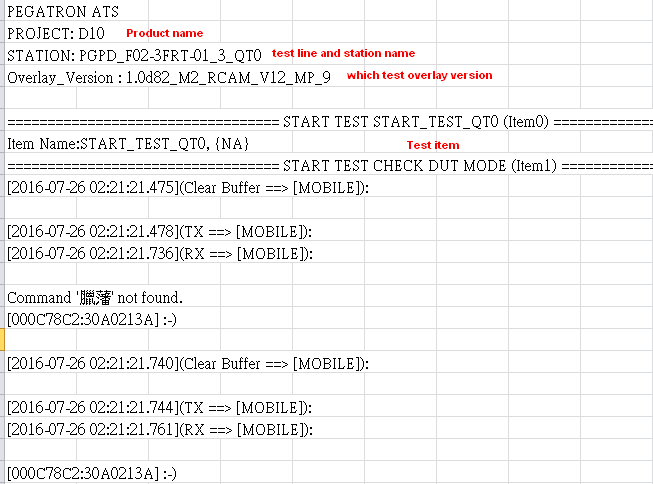 PEGATRON ATS
PROJECT: D10 Product name
STATION: PGPD_F02-3FRT-01_3_QT0 test line and station name
Overlay_Version : 1.0d82_M2_RCAM_V12_MP_9 which test overlay version
================================ START TEST START_TEST_QT0 (Item0) ============
Item Name:START_TEST_QT0, {NA} Test item
================================ START TEST CHECK DUT MODE (Item1) ===========
[2016-07-26 02:21:21.475](Clear Buffer ==> [MOBILE]):
[2016-07-26 02:21:21.478](TX ==> [MOBILE]):
[2016-07-26 02:21:21.736](RX ==> [MOBILE]):
Command '臘藩' not found.
[000C78C2:30A0213A] :-)
[2016-07-26 02:21:21.740](Clear Buffer ==> [MOBILE]):
[2016-07-26 02:21:21.744](TX ==> [MOBILE]):
[2016-07-26 02:21:21.761](RX ==> [MOBILE]):
[000C78C2:30A0213A] :-)